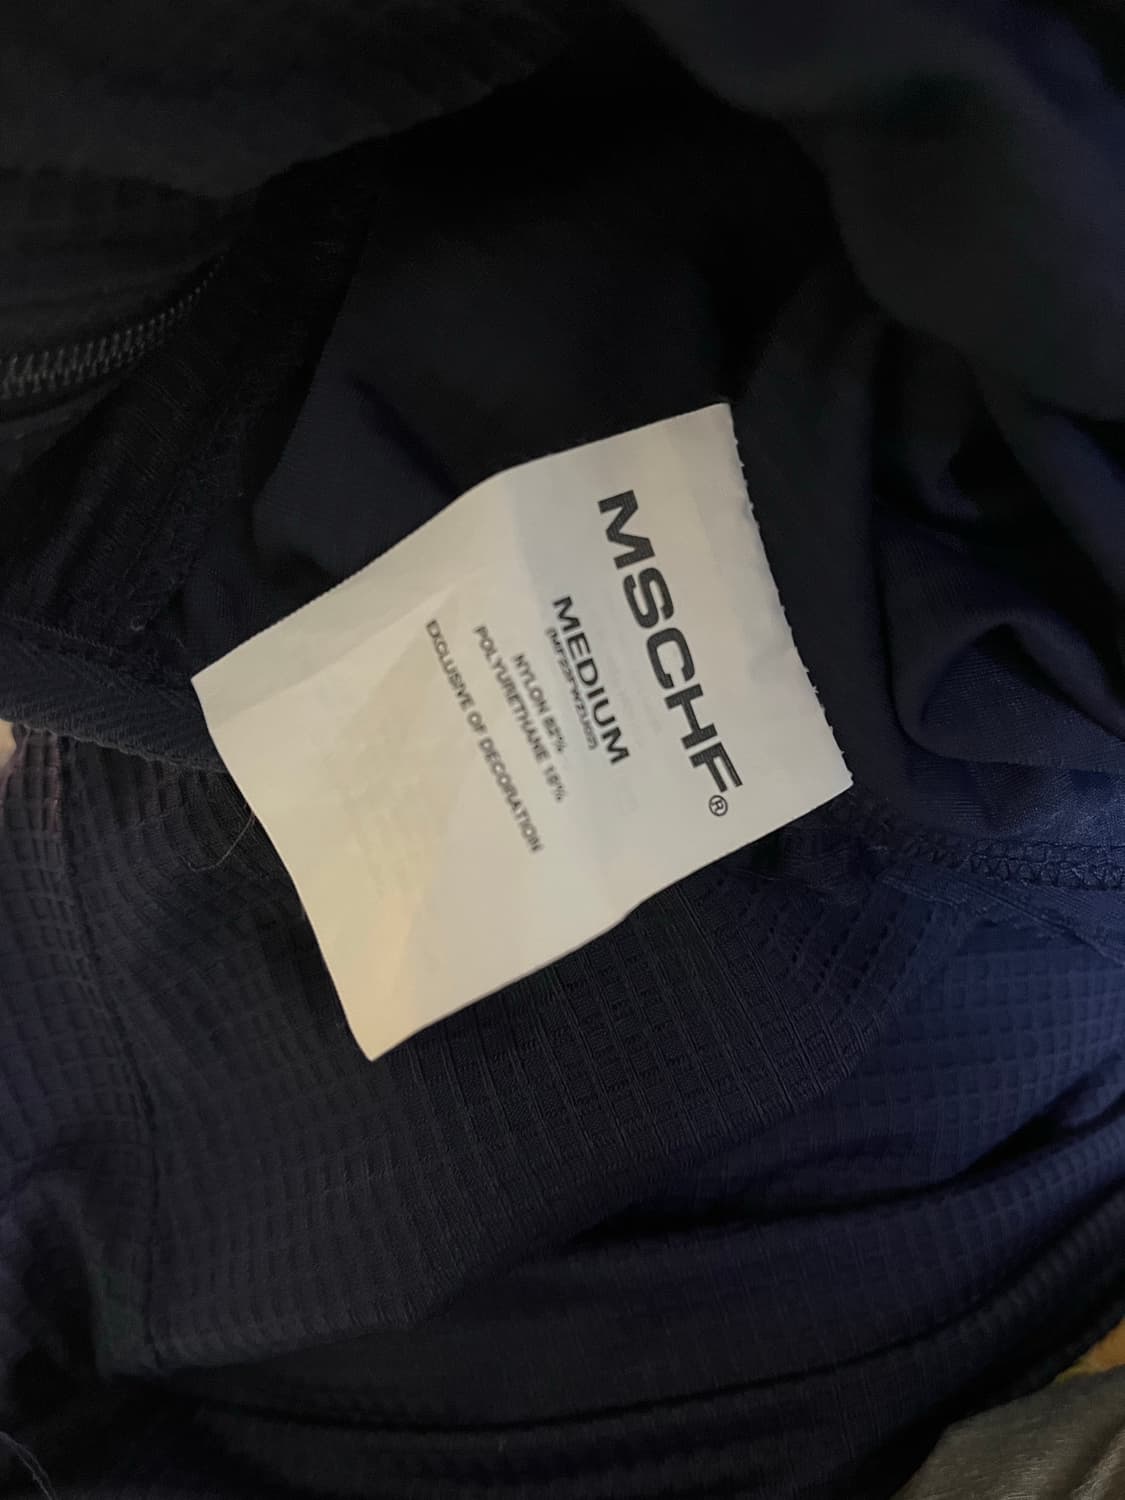 MSCHF®
MEDIUM
NYLON 82%
POLYURETHANE 18%
EXCLUSIVE OF DECORATION